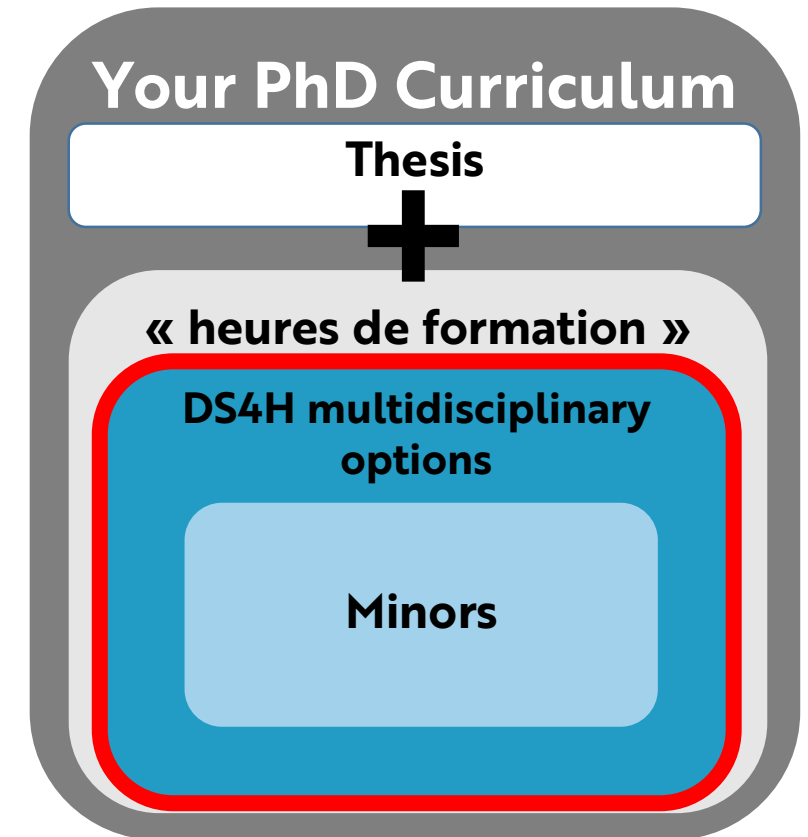 Your PhD Curriculum
Thesis
+
« heures de formation »
DS4H multidisciplinary
options
Minors